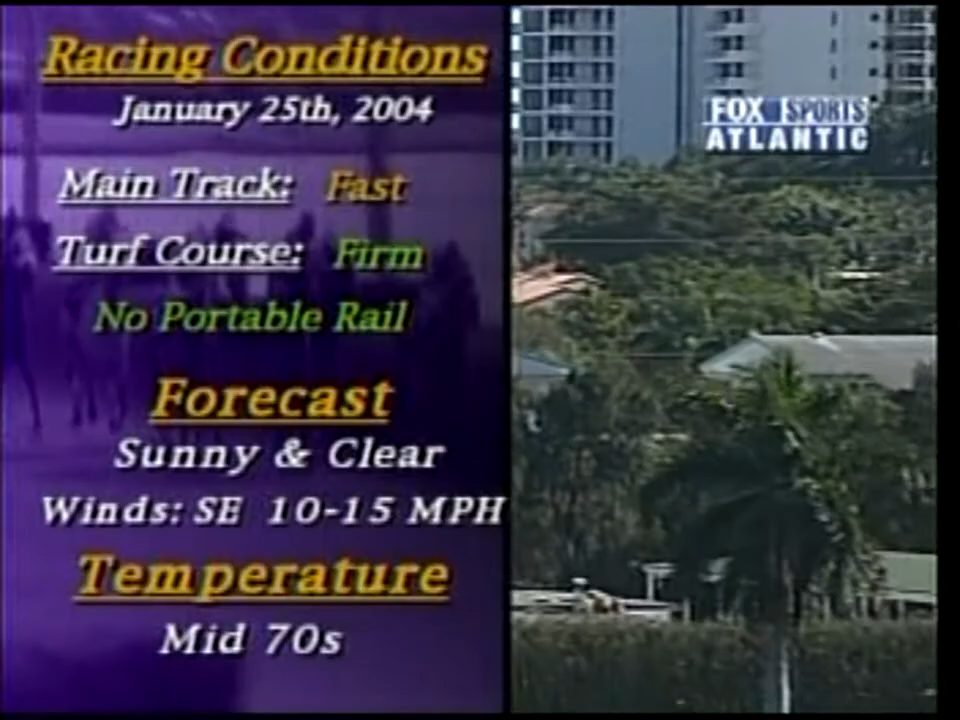 Racing Conditions
January 25th, 2004
Main Track: Fast
Turf Course: Firm
No Portable Rail
Forecast
Sunny & Clear
Winds: SE 10-15 MPH
Temperature
Mid 70s
FOX SPORTS
ATLANTIC